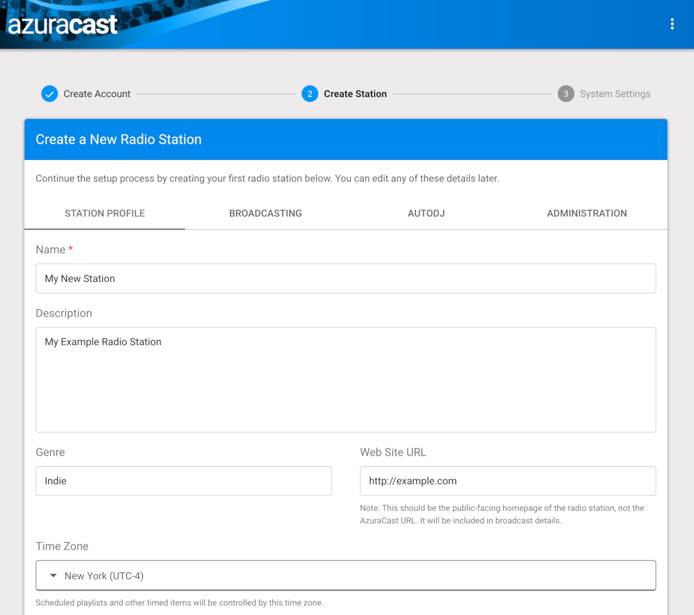 azuracast
Create Account
2
Create Station
3
System Settings
Create a New Radio Station
Continue the setup process by creating your first radio station below. You can edit any of these details later.
STATION PROFILE
BROADCASTING
AUTODJ
ADMINISTRATION
Name *
My New Station
Description
My Example Radio Station
Genre
Web Site URL
Indie
http://example.com
Note: This should be the public-facing homepage of the radio station, not the
AzuraCast URL. It will be included in broadcast details.
Time Zone
New York (UTC-4)
Scheduled playlists and other timed items will be controlled by this time zone.